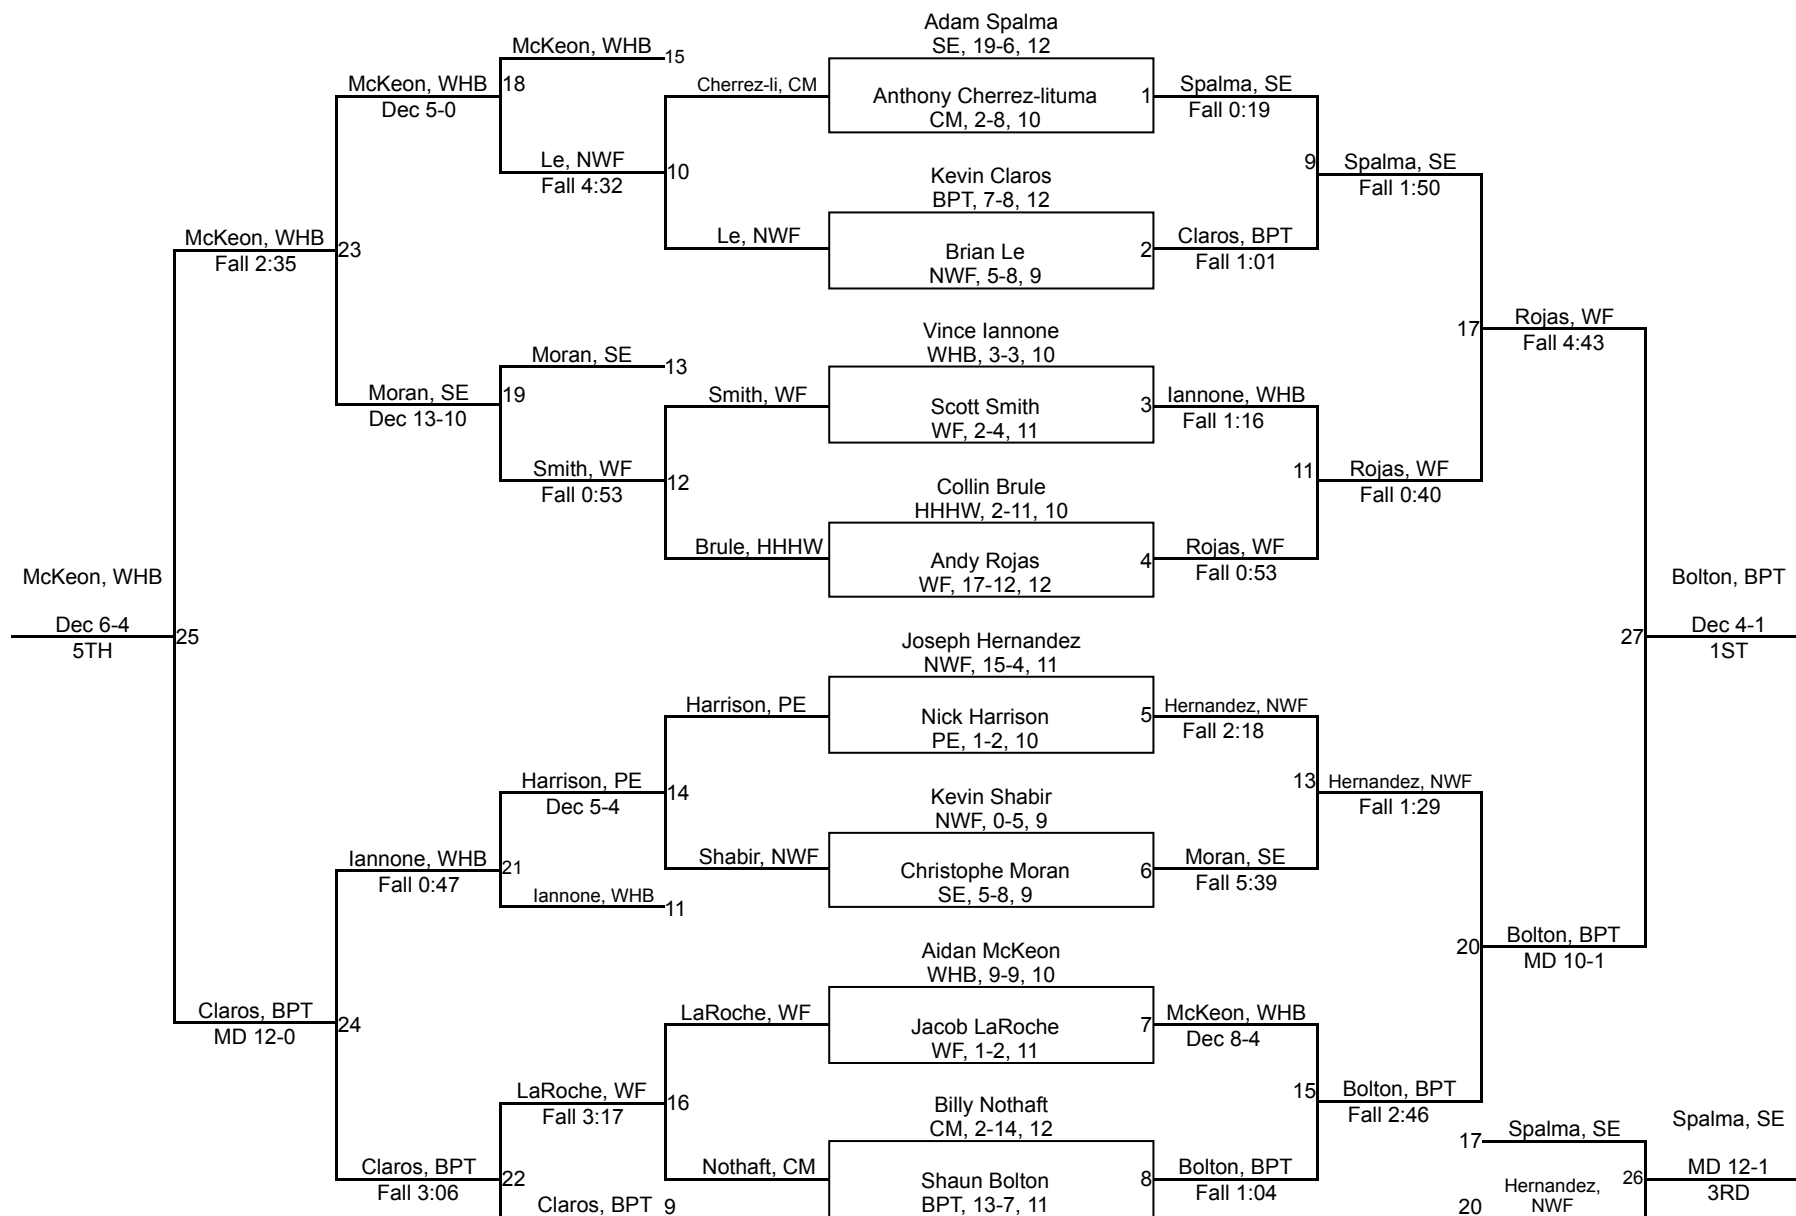 Adam Spalma
SE, 19-6, 12
Anthony Cherrez-lituma
CM, 2-8, 10
1
Kevin Claros
BPT, 7-8, 12
Brian Le
NWF, 5-8, 9
2
Vince Iannone
WHB, 3-3, 10
Scott Smith
WF, 2-4, 11
3
Collin Brule
HHHW, 2-11, 10
Andy Rojas
WF, 17-12, 12
4
Joseph Hernandez
NWF, 15-4, 11
Nick Harrison
PE, 1-2, 10
5
Kevin Shabir
NWF, 0-5, 9
Christophe Moran
SE, 5-8, 9
6
Aidan McKeon
WHB, 9-9, 10
Jacob LaRoche
WF, 1-2, 11
7
Billy Nothaft
CM, 2-14, 12
Shaun Bolton
BPT, 13-7, 11
8
Spalma, SE
Fall 0:19
Claros, BPT
Fall 1:01
Iannone, WHB
Fall 1:16
Rojas, WF
Fall 0:53
Hernandez, NWF
Fall 2:18
Moran, SE
Fall 5:39
McKeon, WHB
Dec 8-4
Bolton, BPT
Fall 1:04
9
Spalma, SE
Fall 1:50
11
Rojas, WF
Fall 0:40
13
Hernandez, NWF
Fall 1:29
15
Bolton, BPT
Fall 2:46
17
Rojas, WF
Fall 4:43
20
Bolton, BPT
MD 10-1
27
Bolton, BPT
Dec 4-1
1ST
17
Spalma, SE
20
Hernandez,
NWF
26
Spalma, SE
MD 12-1
3RD
Cherrez-li, CM
Le, NWF
Smith, WF
Brule, HHHW
Harrison, PE
Shabir, NWF
LaRoche, WF
Nothaft, CM
McKeon, WHB
15
Le, NWF
Fall 4:32
10
Moran, SE
13
Smith, WF
Fall 0:53
12
Harrison, PE
Dec 5-4
14
Iannone, WHB
11
LaRoche, WF
Fall 3:17
16
Claros, BPT
9
McKeon, WHB
Dec 5-0
18
Moran, SE
Dec 13-10
19
Iannone, WHB
Fall 0:47
21
Claros, BPT
Fall 3:06
22
McKeon, WHB
Fall 2:35
23
Claros, BPT
MD 12-0
24
McKeon, WHB
Dec 6-4
5TH
25